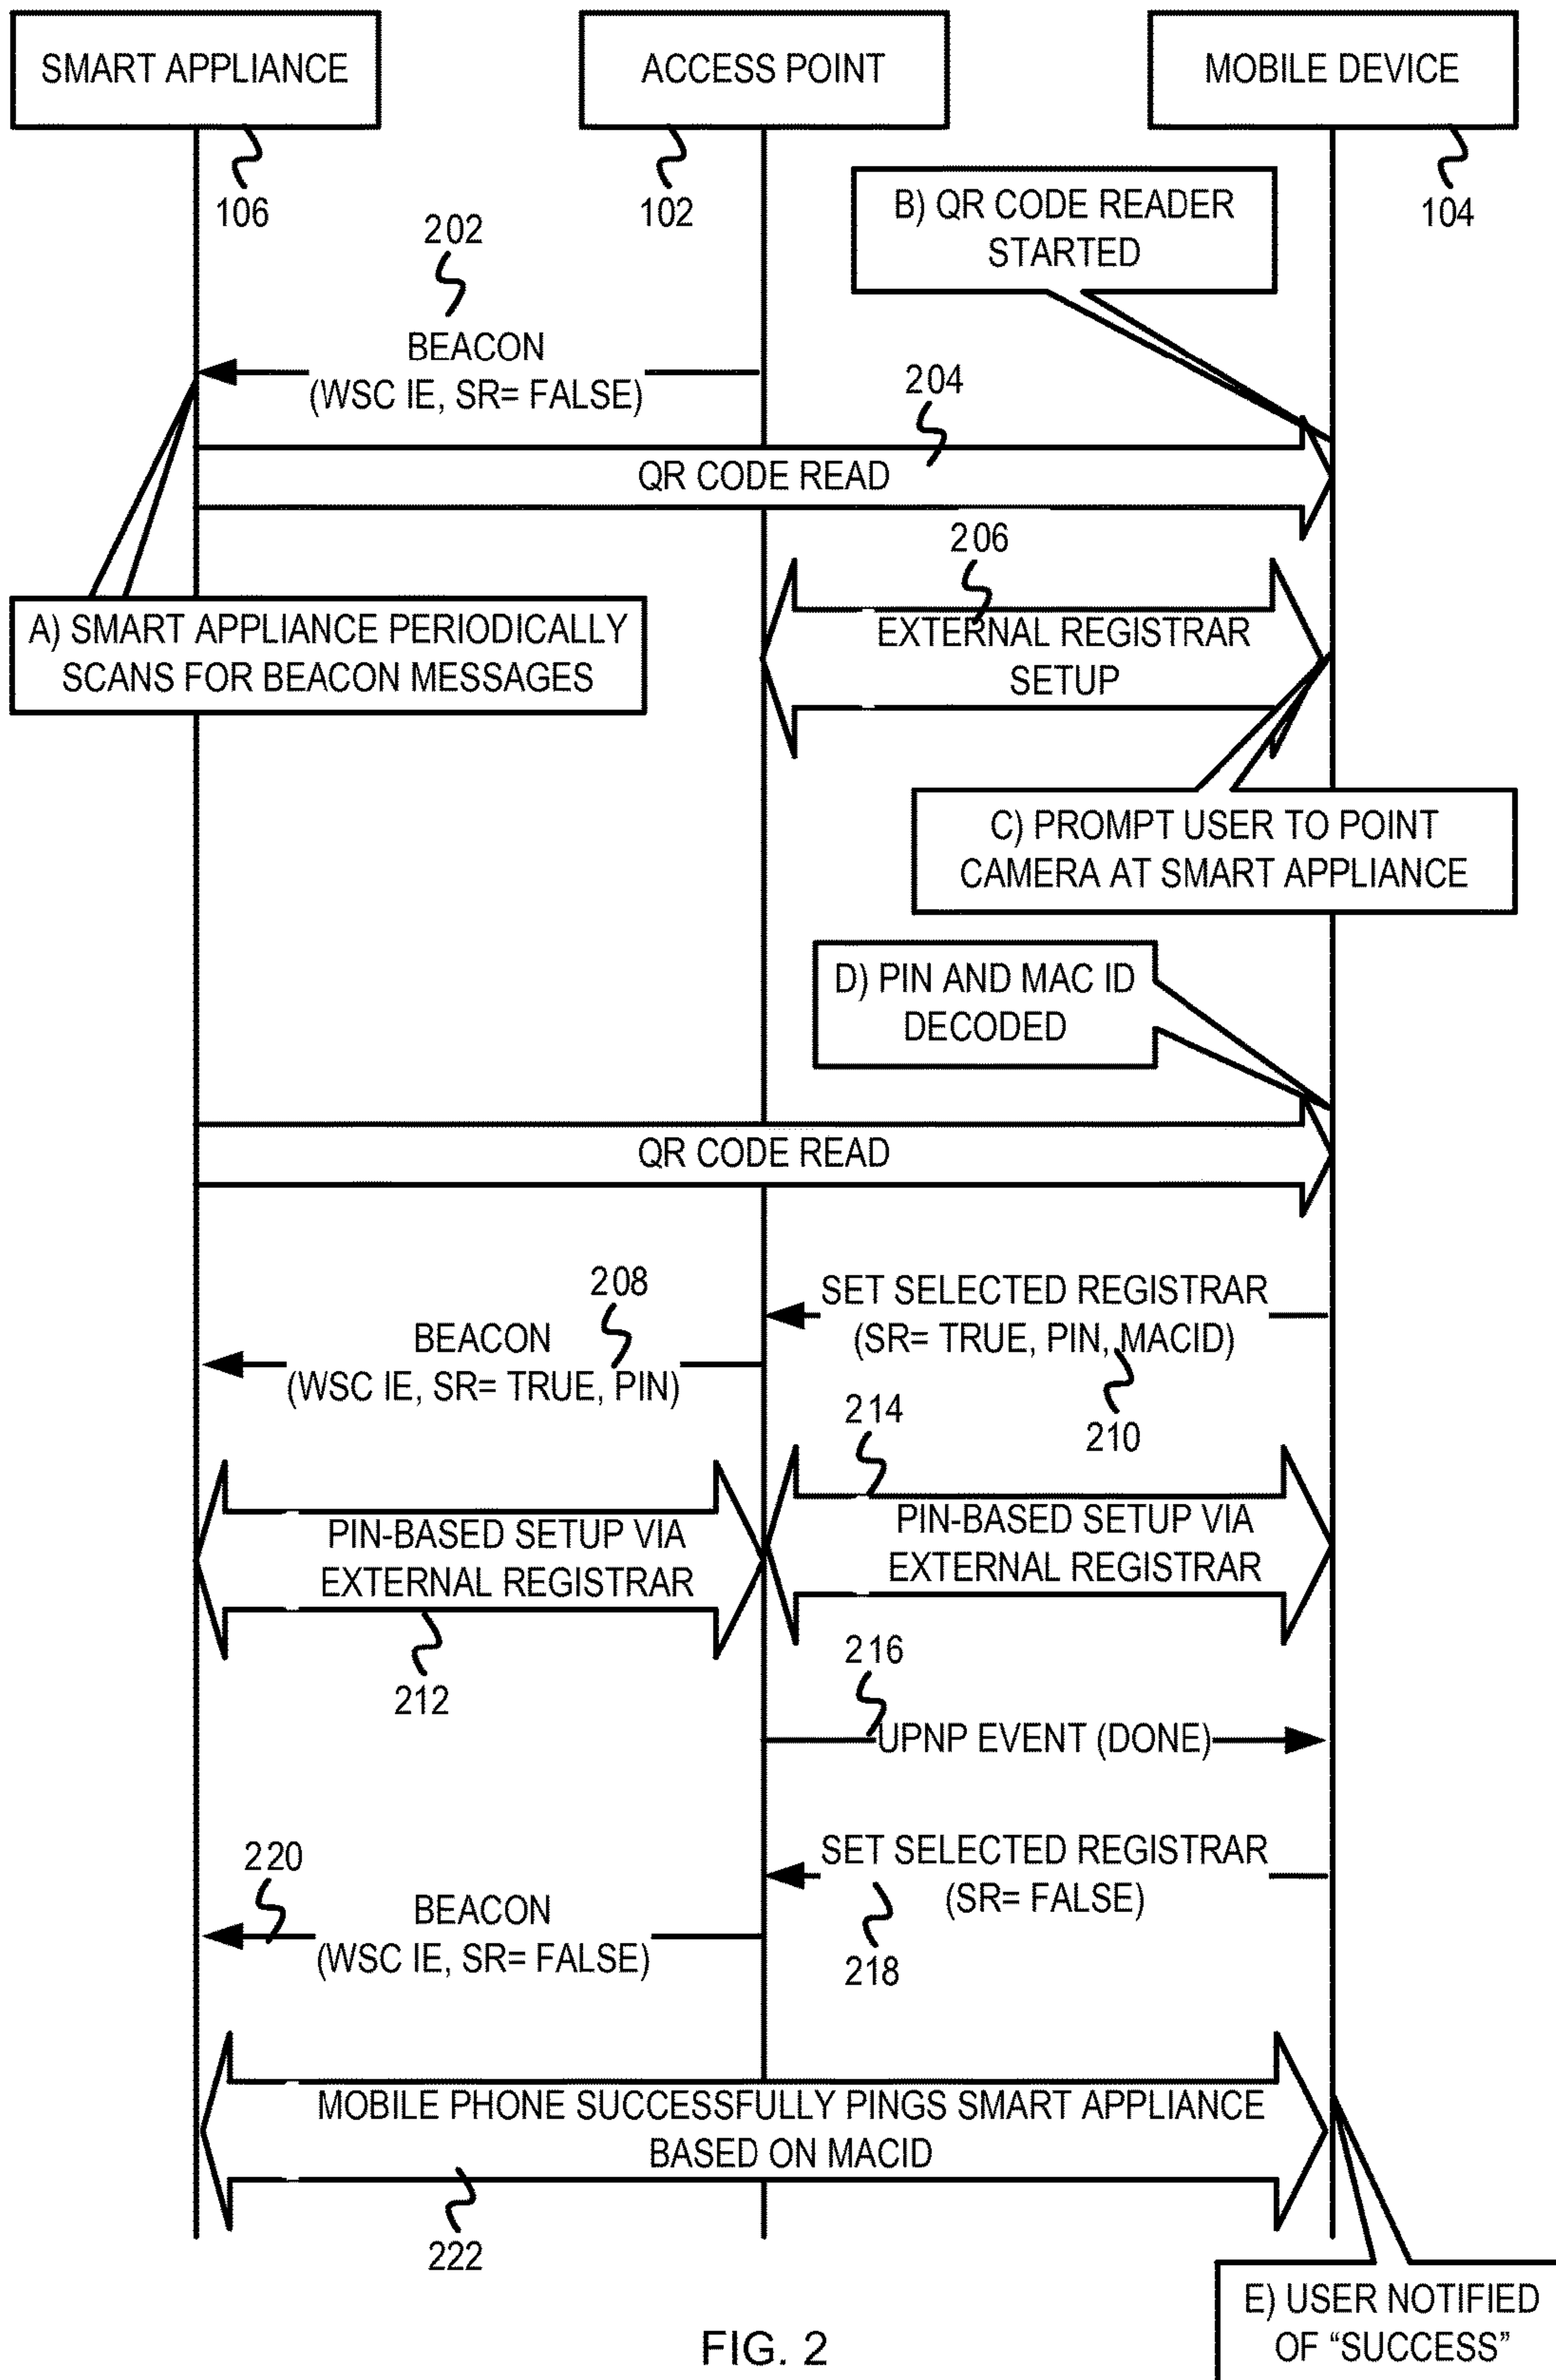 SMART APPLIANCE
ACCESS POINT
MOBILE DEVICE
106
102
104
B) QR CODE READER
STARTED
202
BEACON
(WSC IE, SR= FALSE)
204
QR CODE READ
206
EXTERNAL REGISTRAR
SETUP
A) SMART APPLIANCE PERIODICALLY
SCANS FOR BEACON MESSAGES
C) PROMPT USER TO POINT
CAMERA AT SMART APPLIANCE
D) PIN AND MAC ID
DECODED
QR CODE READ
208
BEACON
(WSC IE, SR= TRUE, PIN)
SET SELECTED REGISTRAR
(SR= TRUE, PIN, MACID)
210
214
PIN-BASED SETUP VIA
EXTERNAL REGISTRAR
212
PIN-BASED SETUP VIA
EXTERNAL REGISTRAR
216
UPNP EVENT (DONE)
SET SELECTED REGISTRAR
(SR= FALSE)
218
220
BEACON
(WSC IE, SR= FALSE)
MOBILE PHONE SUCCESSFULLY PINGS SMART APPLIANCE
BASED ON MACID
222
E) USER NOTIFIED
OF “SUCCESS”
FIG. 2